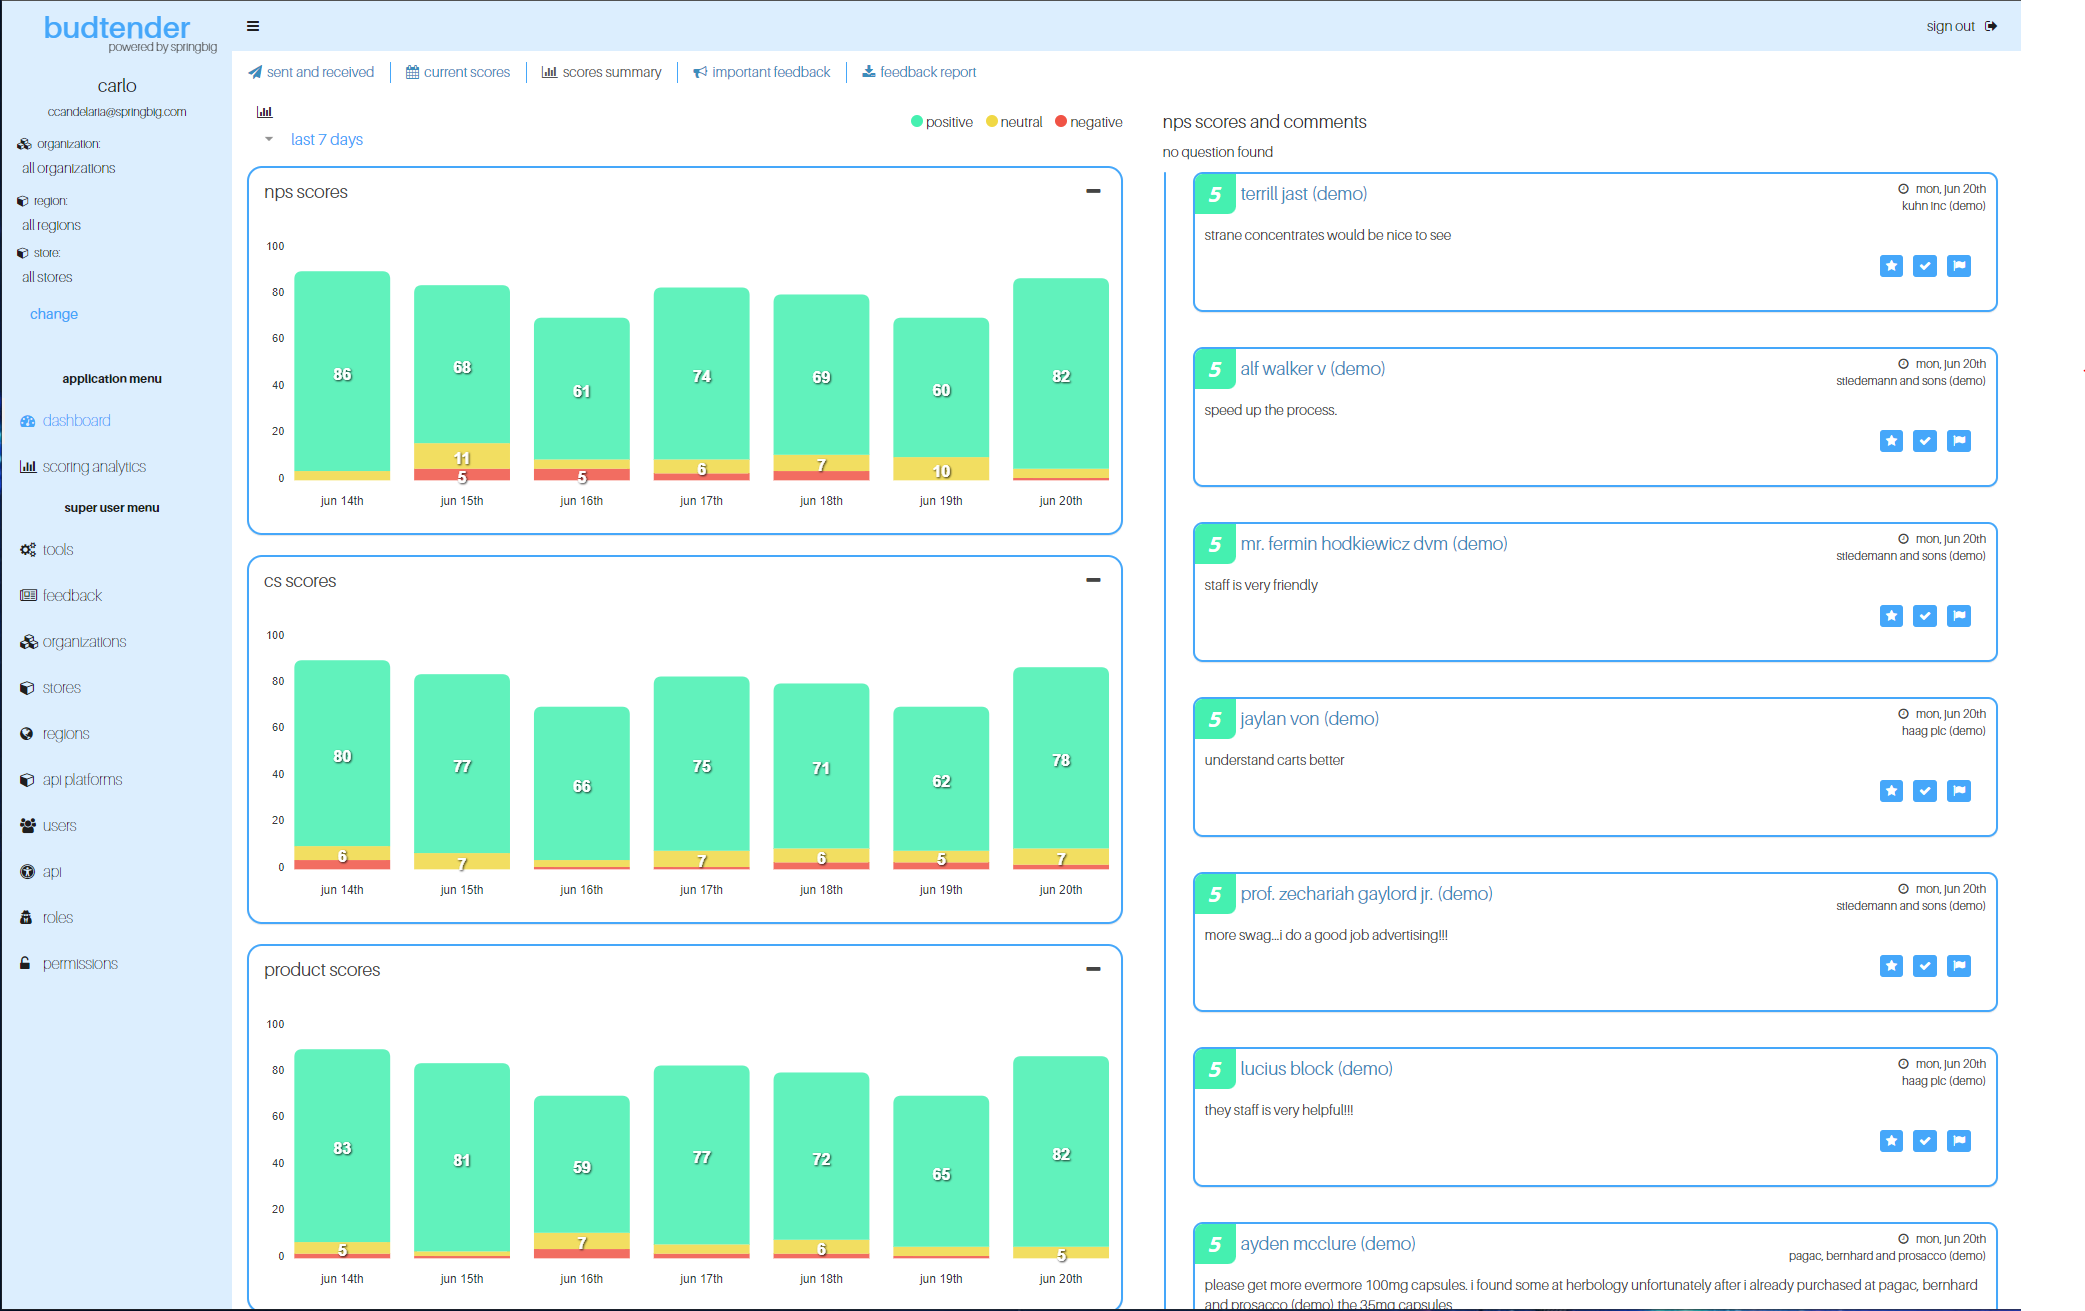 budtender
powered by springbig
carlo
ccandelaria@springbig.com
organization:
all organizations
region:
all regions
store:
all stores
change
application menu
dashboard
scoring analytics
super user menu
tools
feedback
organizations
stores
regions
api platforms
users
api
roles
permissions
sign out
sent and received
current scores
scores summary
important feedback
feedback report
last 7 days
positive neutral negative
nps scores
100
80
60
40
20
0
86 68 61 74 69 60 82
11 6 7 10
5 5
jun 14th jun 15th jun 16th jun 17th jun 18th jun 19th jun 20th
cs scores
100
80
60
40
20
0
80 77 66 75 71 62 78
6 7 7 6 5 7
jun 14th jun 15th jun 16th jun 17th jun 18th jun 19th jun 20th
product scores
100
80
60
40
20
0
83 81 59 77 72 65 82
5 7 6 5
jun 14th jun 15th jun 16th jun 17th jun 18th jun 19th jun 20th
nps scores and comments
no question found
5 terrill jast (demo) mon, jun 20th
kuhn inc (demo)
strane concentrates would be nice to see
5 alf walker v (demo) mon, jun 20th
stiedemann and sons (demo)
speed up the process.
5 mr. fermin hodkiewicz dvm (demo) mon, jun 20th
stiedemann and sons (demo)
staff is very friendly
5 jaylan von (demo) mon, jun 20th
haag plc (demo)
understand carts better
5 prof. zechariah gaylord jr. (demo) mon, jun 20th
stiedemann and sons (demo)
more swag...i do a good job advertising!!!
5 lucius block (demo) mon, jun 20th
haag plc (demo)
they staff is very helpful!!!
5 ayden mcclure (demo) mon, jun 20th
pagac, bernhard and prosacco (demo)
please get more evermore 100mg capsules. i found some at herbology unfortunately after i already purchased at pagac, bernhard
and prosacco (demo) the 35mg capsules